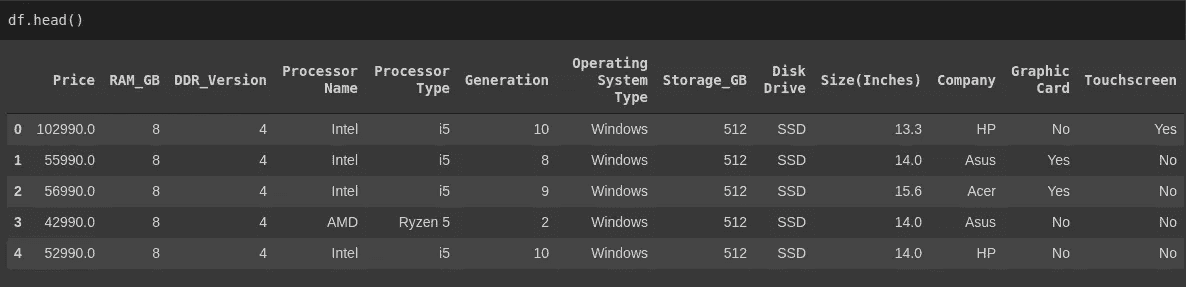 df.head()
Price RAM_GB DDR_Version Processor Name Processor Type Generation Operating System Type Storage_GB Disk Drive Size(Inches) Company Graphic Card Touchscreen
0 102990.0 8 4 Intel i5 10 Windows 512 SSD 13.3 HP No Yes
1 55990.0 8 4 Intel i5 8 Windows 512 SSD 14.0 Asus Yes No
2 56990.0 8 4 Intel i5 9 Windows 512 SSD 15.6 Acer Yes No
3 42990.0 8 4 AMD Ryzen 5 2 Windows 512 SSD 14.0 Asus No No
4 52990.0 8 4 Intel i5 10 Windows 512 SSD 14.0 HP No No